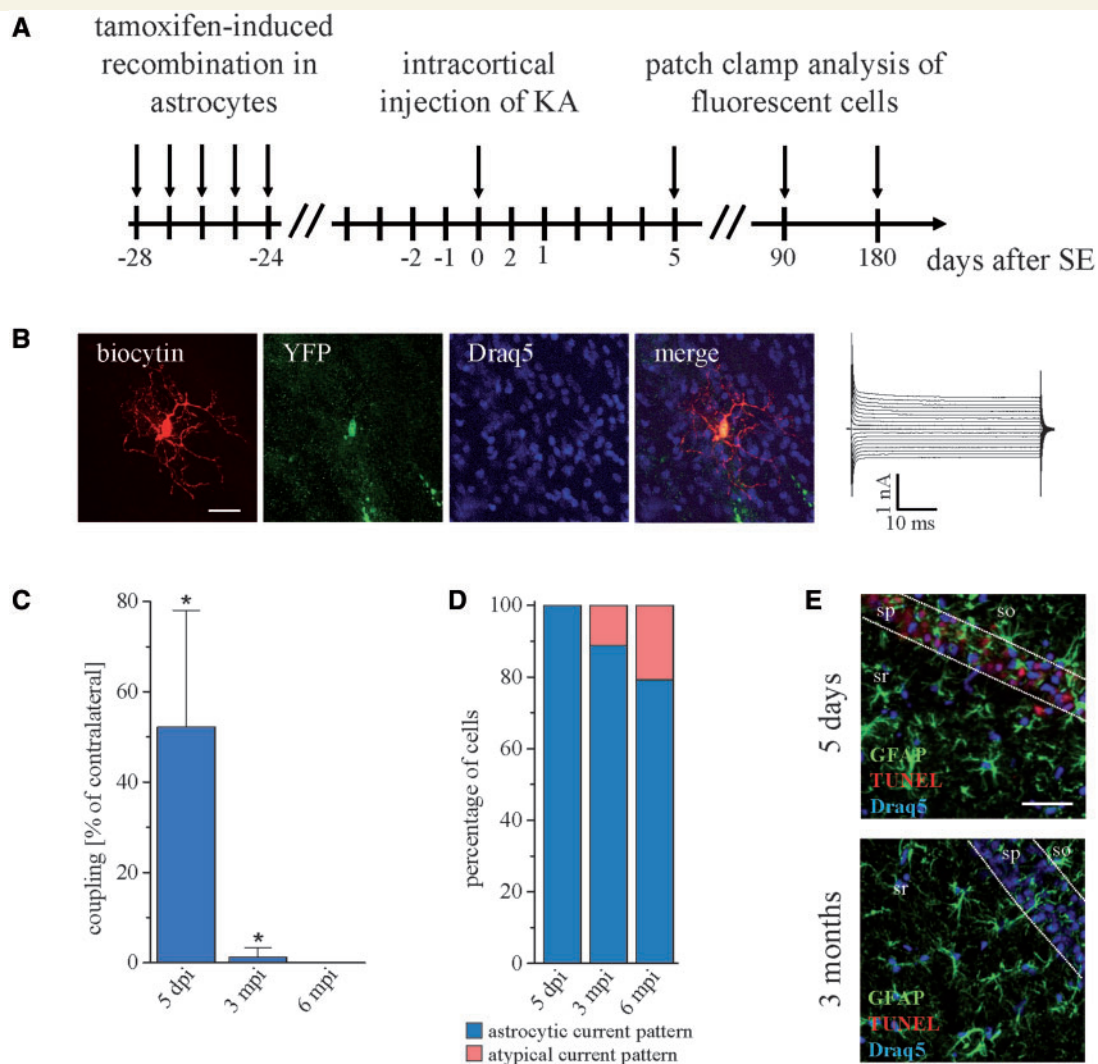 A
tamoxifen-induced
recombination in
astrocytes
intracortical
injection of KA
patch clamp analysis of
fluorescent cells
-28
-24
-2
-1
0
2
1
5
90
180
days after SE
B
biocytin
YFP
Draq5
merge
1 nA
10 ms
C
coupling [% of contralateral]
80
60
40
20
0
*
*
5 dpi
3 mpi
6 mpi
D
percentage of cells
100
80
60
40
20
0
5 dpi
3 mpi
6 mpi
astrocytic current pattern
atypical current pattern
E
5 days
sp
so
sr
GFAP
TUNEL
Draq5
3 months
sp
so
sr
GFAP
TUNEL
Draq5